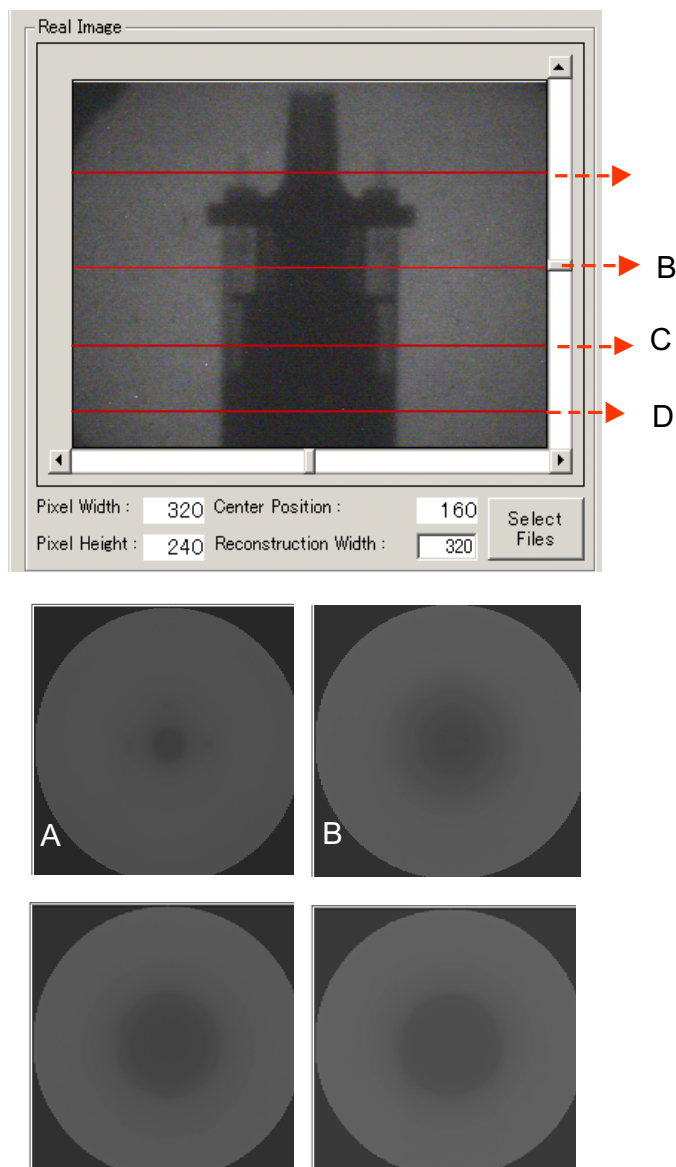 Real Image
B
C
D
Pixel Width : 320 Center Position : 160
Pixel Height : 240 Reconstruction Width : 320
Select
Files
A
B